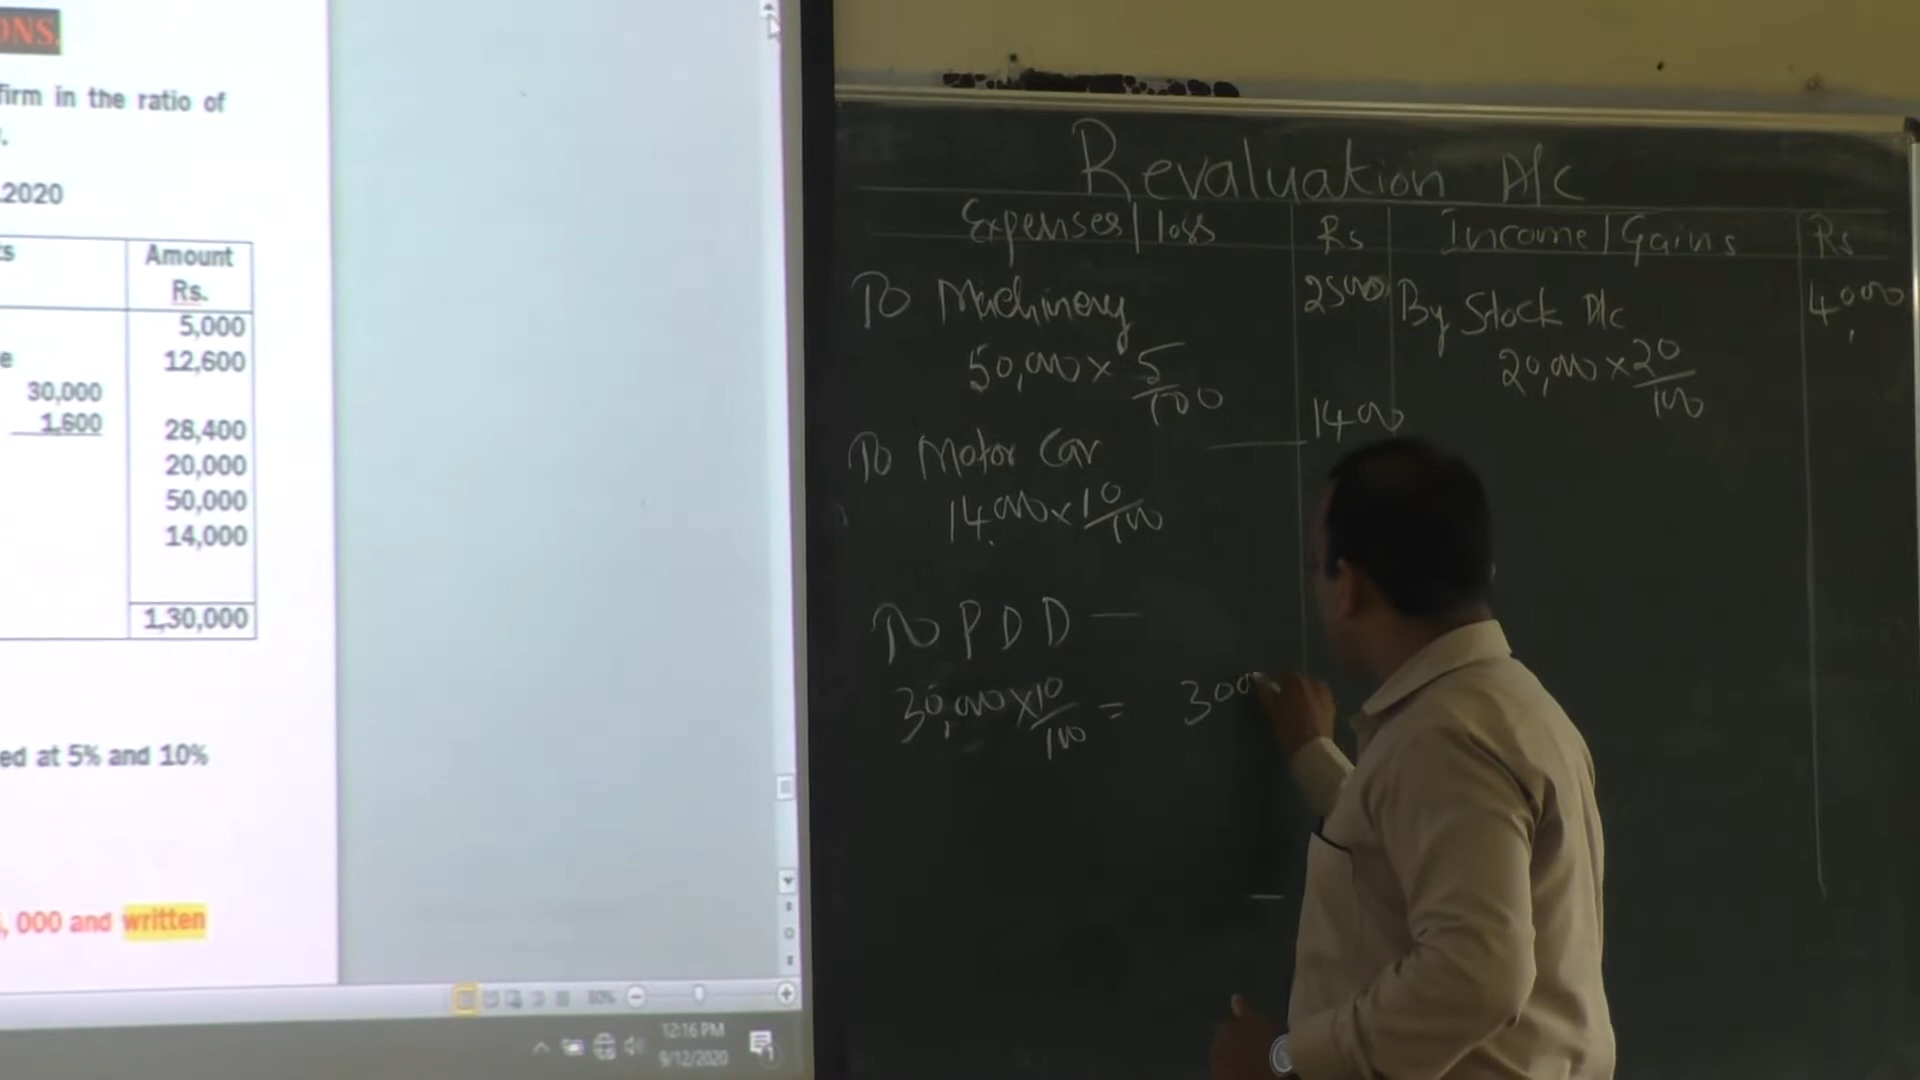 ONS.
firm in the ratio of
.2020
ts
Amount
Rs.
5,000
e
12,600
30,000
1,600
28,400
20,000
50,000
14,000
1,30,000
ed at 5% and 10%
, 000 and written
80%
12:16 PM
9/12/2020
Revaluation A/c
Expenses/loss Rs Income/Gains Rs
To Machinery 2500 By Stock A/c 4,000
50,000 x 5/100 20,000 x 20/100
To Motor Car 1400
14,000 x 10/100
To P D D —
30,000 x 10/100 = 300